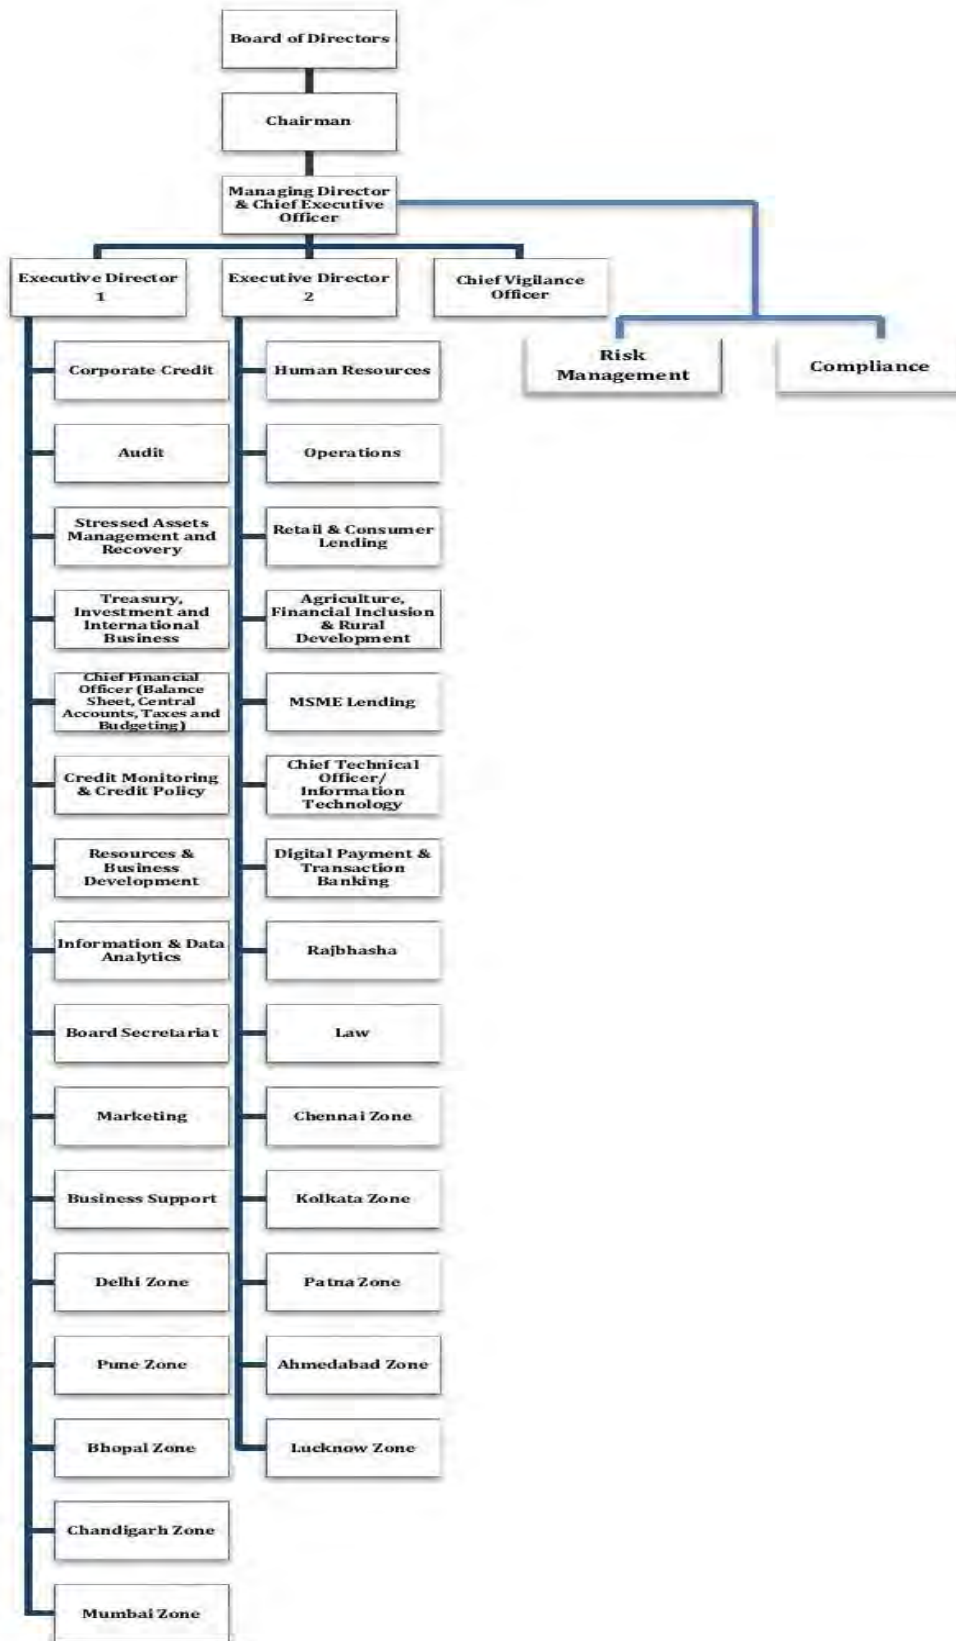 Board of Directors
Chairman
Managing Director
& Chief Executive
Officer
Executive Director
1
Executive Director
2
Chief Vigilance
Officer
Risk
Management
Compliance
Corporate Credit
Audit
Stressed Assets
Management and
Recovery
Treasury,
Investment and
International
Business
Chief Financial
Officer (Balance
Sheet, Central
Accounts, Taxes and
Budgeting)
Credit Monitoring
& Credit Policy
Resources &
Business
Development
Information & Data
Analytics
Board Secretariat
Marketing
Business Support
Delhi Zone
Pune Zone
Bhopal Zone
Chandigarh Zone
Mumbai Zone
Human Resources
Operations
Retail & Consumer
Lending
Agriculture,
Financial Inclusion
& Rural
Development
MSME Lending
Chief Technical
Officer/
Information
Technology
Digital Payment &
Transaction
Banking
Rajbhasha
Law
Chennai Zone
Kolkata Zone
Patna Zone
Ahmedabad Zone
Lucknow Zone